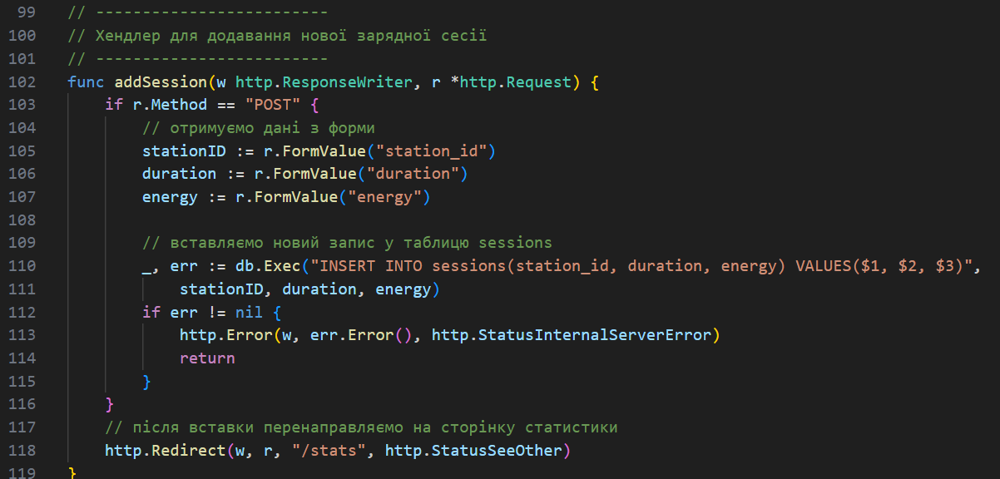 99 // -------------------------
100 // Хендлер для додавання нової зарядної сесії
101 // -------------------------
102 func addSession(w http.ResponseWriter, r *http.Request) {
103     if r.Method == "POST" {
104         // отримуємо дані з форми
105         stationID := r.FormValue("station_id")
106         duration := r.FormValue("duration")
107         energy := r.FormValue("energy")
108
109         // вставляємо новий запис у таблицю sessions
110         _, err := db.Exec("INSERT INTO sessions(station_id, duration, energy) VALUES($1, $2, $3)",
111             stationID, duration, energy)
112         if err != nil {
113             http.Error(w, err.Error(), http.StatusInternalServerError)
114             return
115         }
116     }
117     // після вставки перенаправляємо на сторінку статистики
118     http.Redirect(w, r, "/stats", http.StatusSeeOther)
119 }